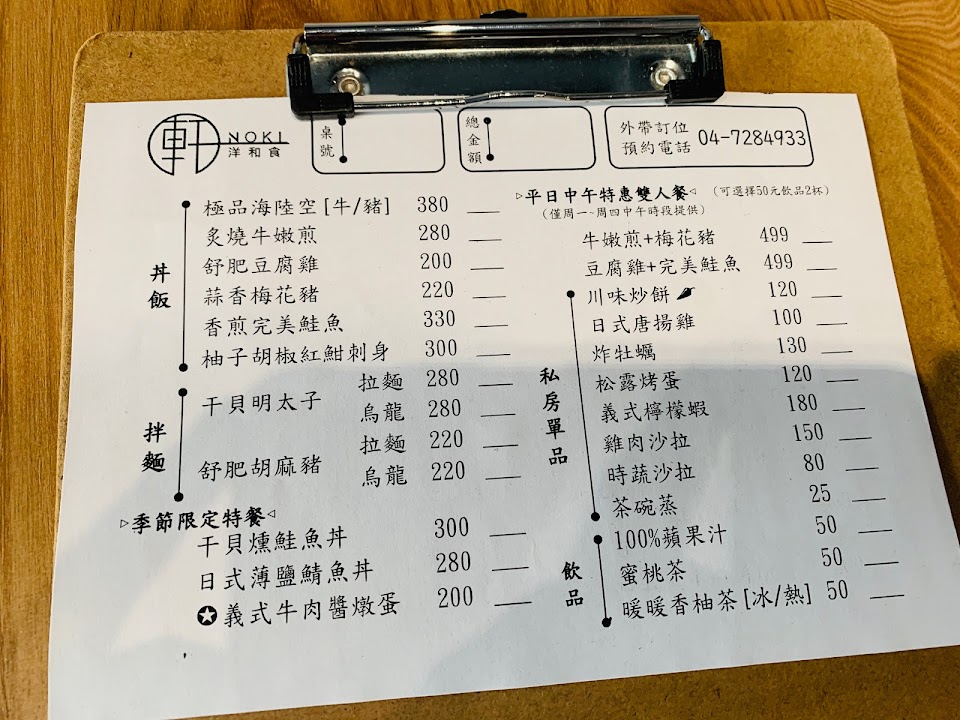 軒 NOKI
洋和食
桌號
總金額
外帶訂位
預約電話 04-7284933
丼飯
極品海陸空[牛/豬] 380
炙燒牛嫩煎 280
舒肥豆腐雞 200
蒜香梅花豬 220
香煎完美鮭魚 330
柚子胡椒紅魽刺身 300
拌麵
干貝明太子 拉麵 280
烏龍 280
舒肥胡麻豬 拉麵 220
烏龍 220
▹季節限定特餐◃
干貝燻鮭魚丼 300
日式薄鹽鯖魚丼 280
✪義式牛肉醬燉蛋 200
▹平日中午特惠雙人餐◃ (可選擇50元飲品2杯)
(僅周一~周四中午時段提供)
牛嫩煎+梅花豬 499
豆腐雞+完美鮭魚 499
私房單品
川味炒餅 120
日式唐揚雞 100
炸牡蠣 130
松露烤蛋 120
義式檸檬蝦 180
雞肉沙拉 150
時蔬沙拉 80
茶碗蒸 25
飲品
100%蘋果汁 50
蜜桃茶 50
暖暖香柚茶[冰/熱] 50